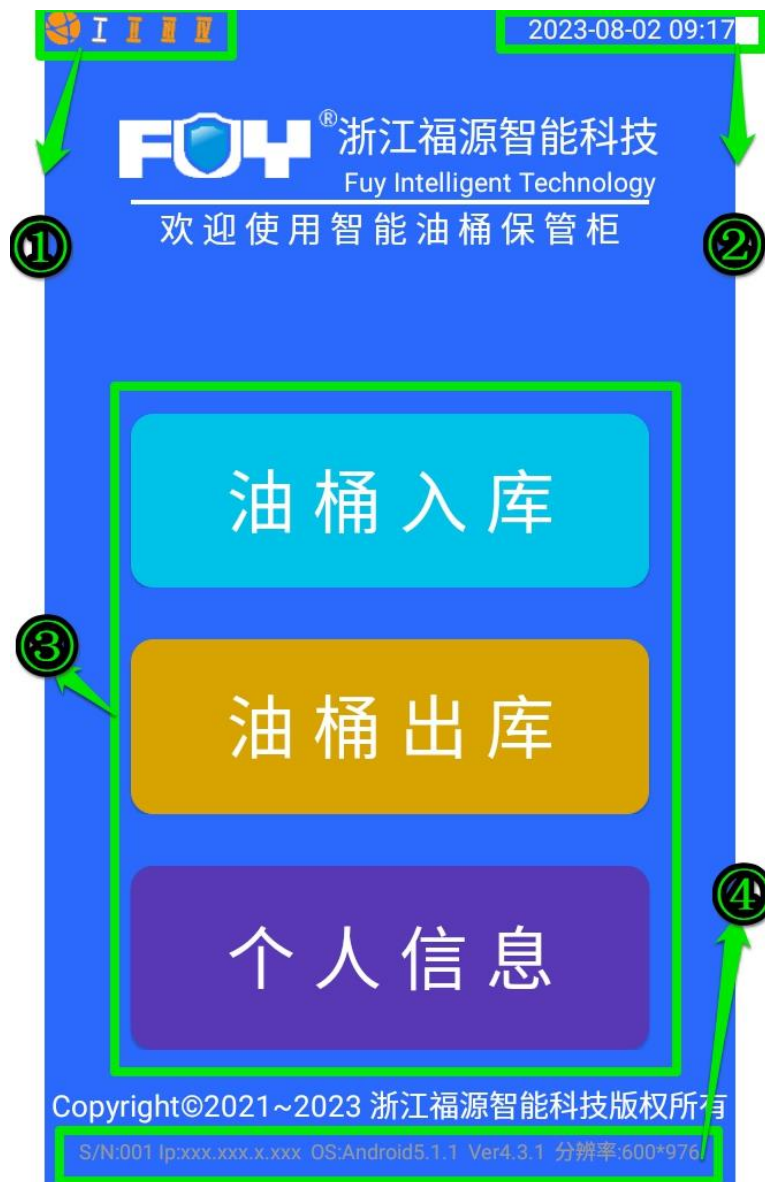 I II III IV
2023-08-02 09:17
FUY®浙江福源智能科技
Fuy Intelligent Technology
欢迎使用智能油桶保管柜
①
②
油桶入库
③
油桶出库
④
个人信息
Copyright©2021~2023 浙江福源智能科技版权所有
S/N:001 Ip:xxx.xxx.x.xxx OS:Android5.1.1 Ver4.3.1 分辨率:600*976